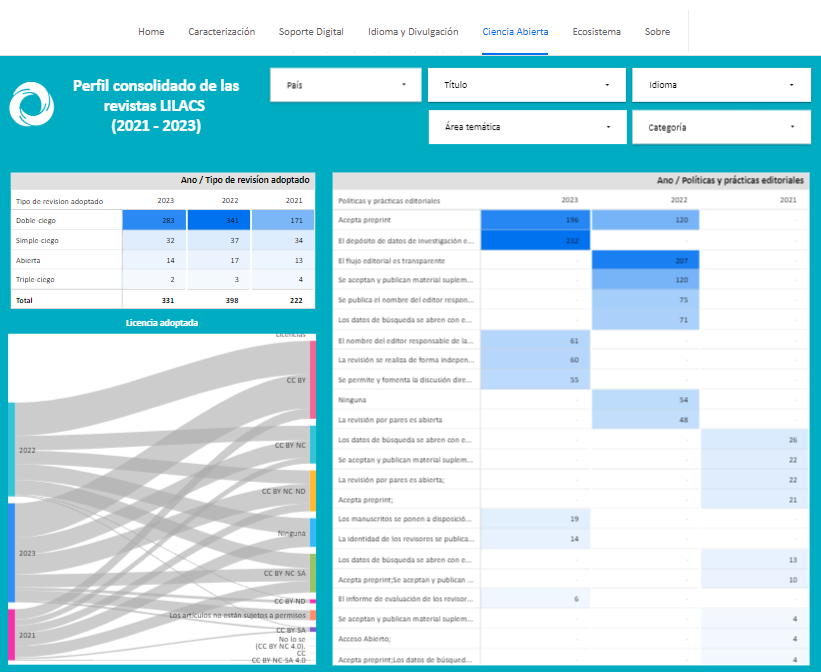 Home Caracterización Soporte Digital Idioma y Divulgación Ciencia Abierta Ecosistema Sobre
Perfil consolidado de las
revistas LILACS
(2021 - 2023)
País Título Idioma
Área temática Categoría
Ano / Tipo de revisíon adoptado
Tipo de revision adoptado 2023 2022 2021
Doble-ciego 283 341 171
Simple-ciego 32 37 34
Abierta 14 17 13
Triple-ciego 2 3 4
Total 331 398 222
Licencia adoptada
Licencias
CC BY
CC BY NC
2022
CC BY NC ND
Ninguna
2023
CC BY NC SA
CC BY-ND
Los artículos no están sujetos a permisos
CC BY-SA
2021
No lo se
(CC BY NC 4.0).
CC
CC BY-NC-SA 4.0
Ano / Políticas y prácticas editoriales
Políticas y prácticas editoriales 2023 2022 2021
Acepta preprint 196 120 -
El depósito de datos de investigación e... 232 - -
El flujo editorial es transparente - 207 -
Se aceptan y publican material suplem... - 120 -
Se publica el nombre del editor respon... - 75 -
Los datos de búsqueda se abren con e... - 71 -
El nombre del editor responsable de la... 61 - -
La revisión se realiza de forma indepen... 60 - -
Se permite y fomenta la discusión dire... 55 - -
Ninguna - 54 -
La revisión por pares es abierta - 48 -
Los datos de búsqueda se abren con e... - - 26
Se aceptan y publican material suplem... - - 22
La revisión por pares es abierta; - - 22
Acepta preprint; - - 21
Los manuscritos se ponen a disposició... 19 - -
La identidad de los revisores se publica... 14 - -
Los datos de búsqueda se abren con e... - - 13
Acepta preprint;Se aceptan y publican ... - - 10
El informe de evaluación de los revisor... 6 - -
Se aceptan y publican material suplem... - - 4
Acceso Abierto; - - 4
Acepta preprint;Los datos de búsqued... - - 4